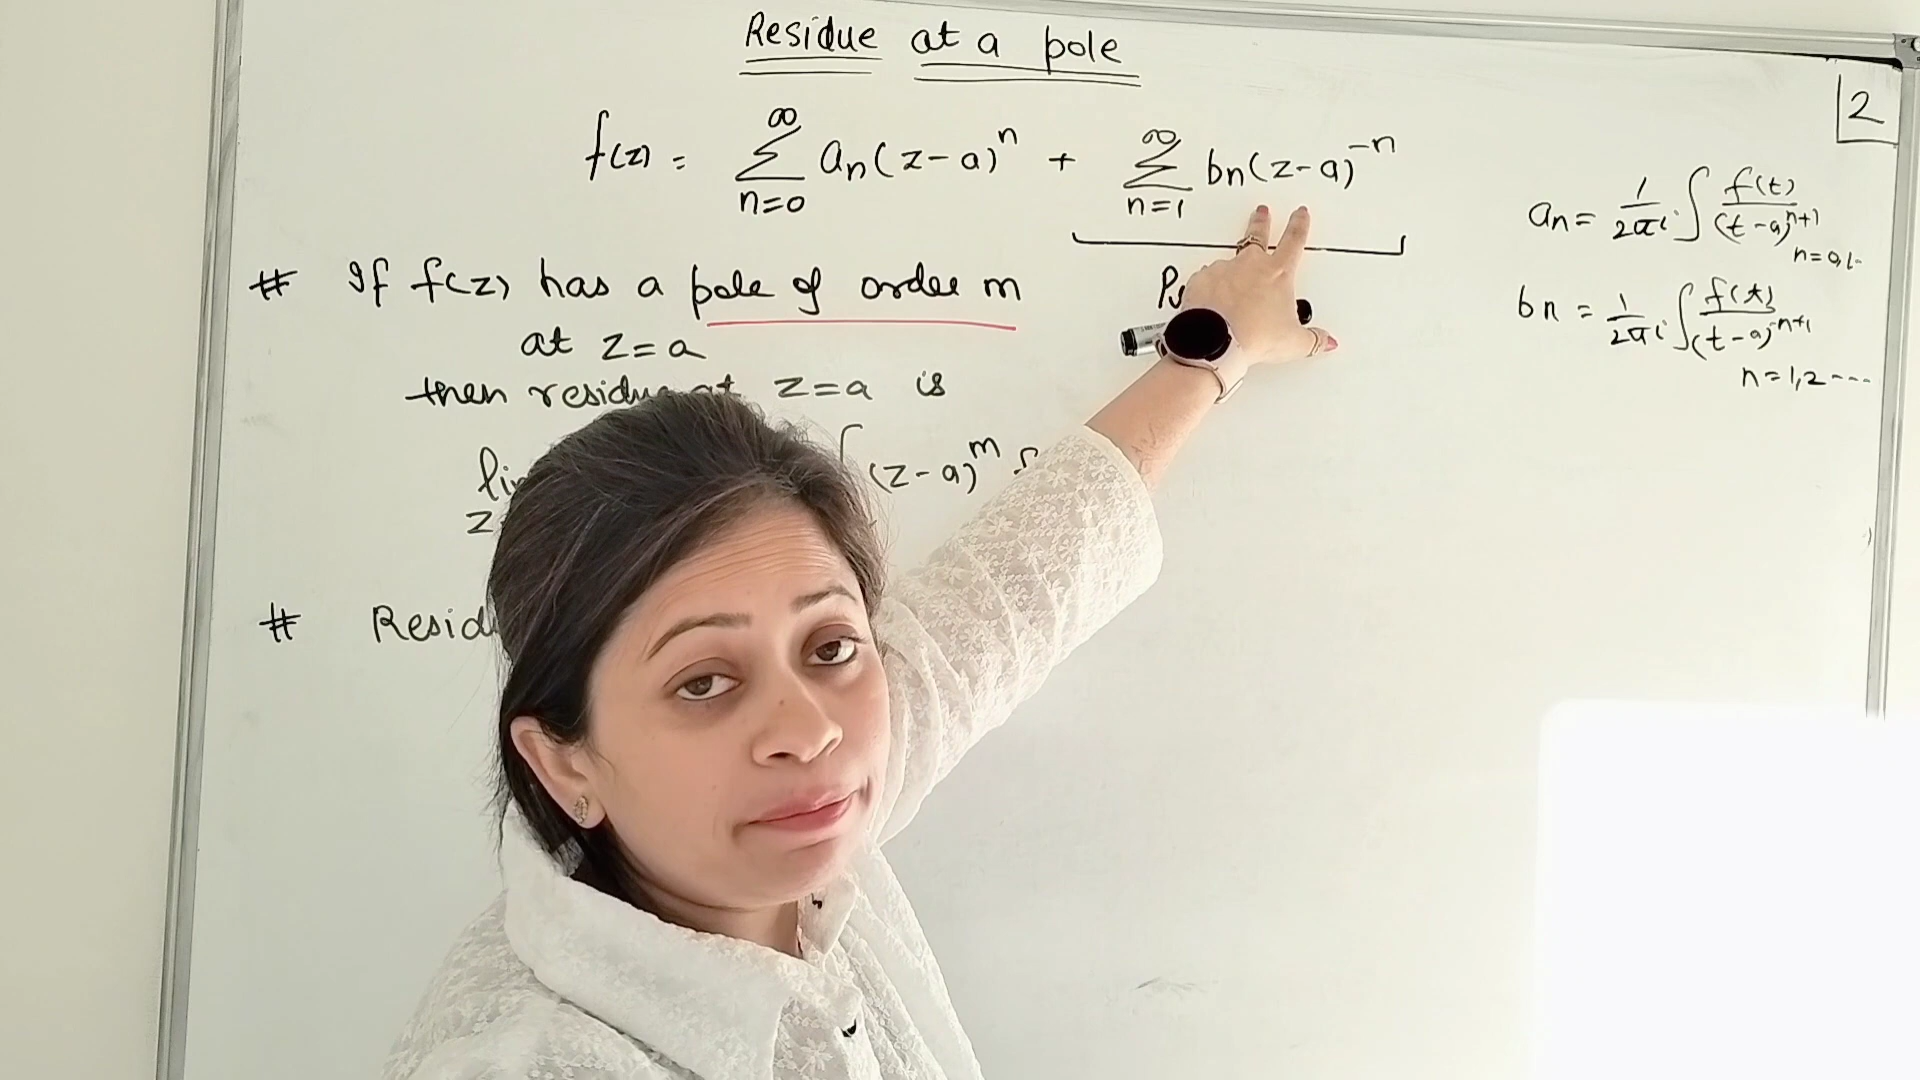 Residue at a pole
2
f(z) = ∞ Σ n=0 an(z-a)^n + ∞ Σ n=1 bn(z-a)^-n
an = 1/2πi ∫ f(t)/(t-a)^n+1
n=0,1-
# If f(z) has a pole of order m
bn = 1/2πi ∫ f(t)/(t-a)^-n+1
n=1,2----
at z=a
then residue at z=a is
(z-a)^m
#